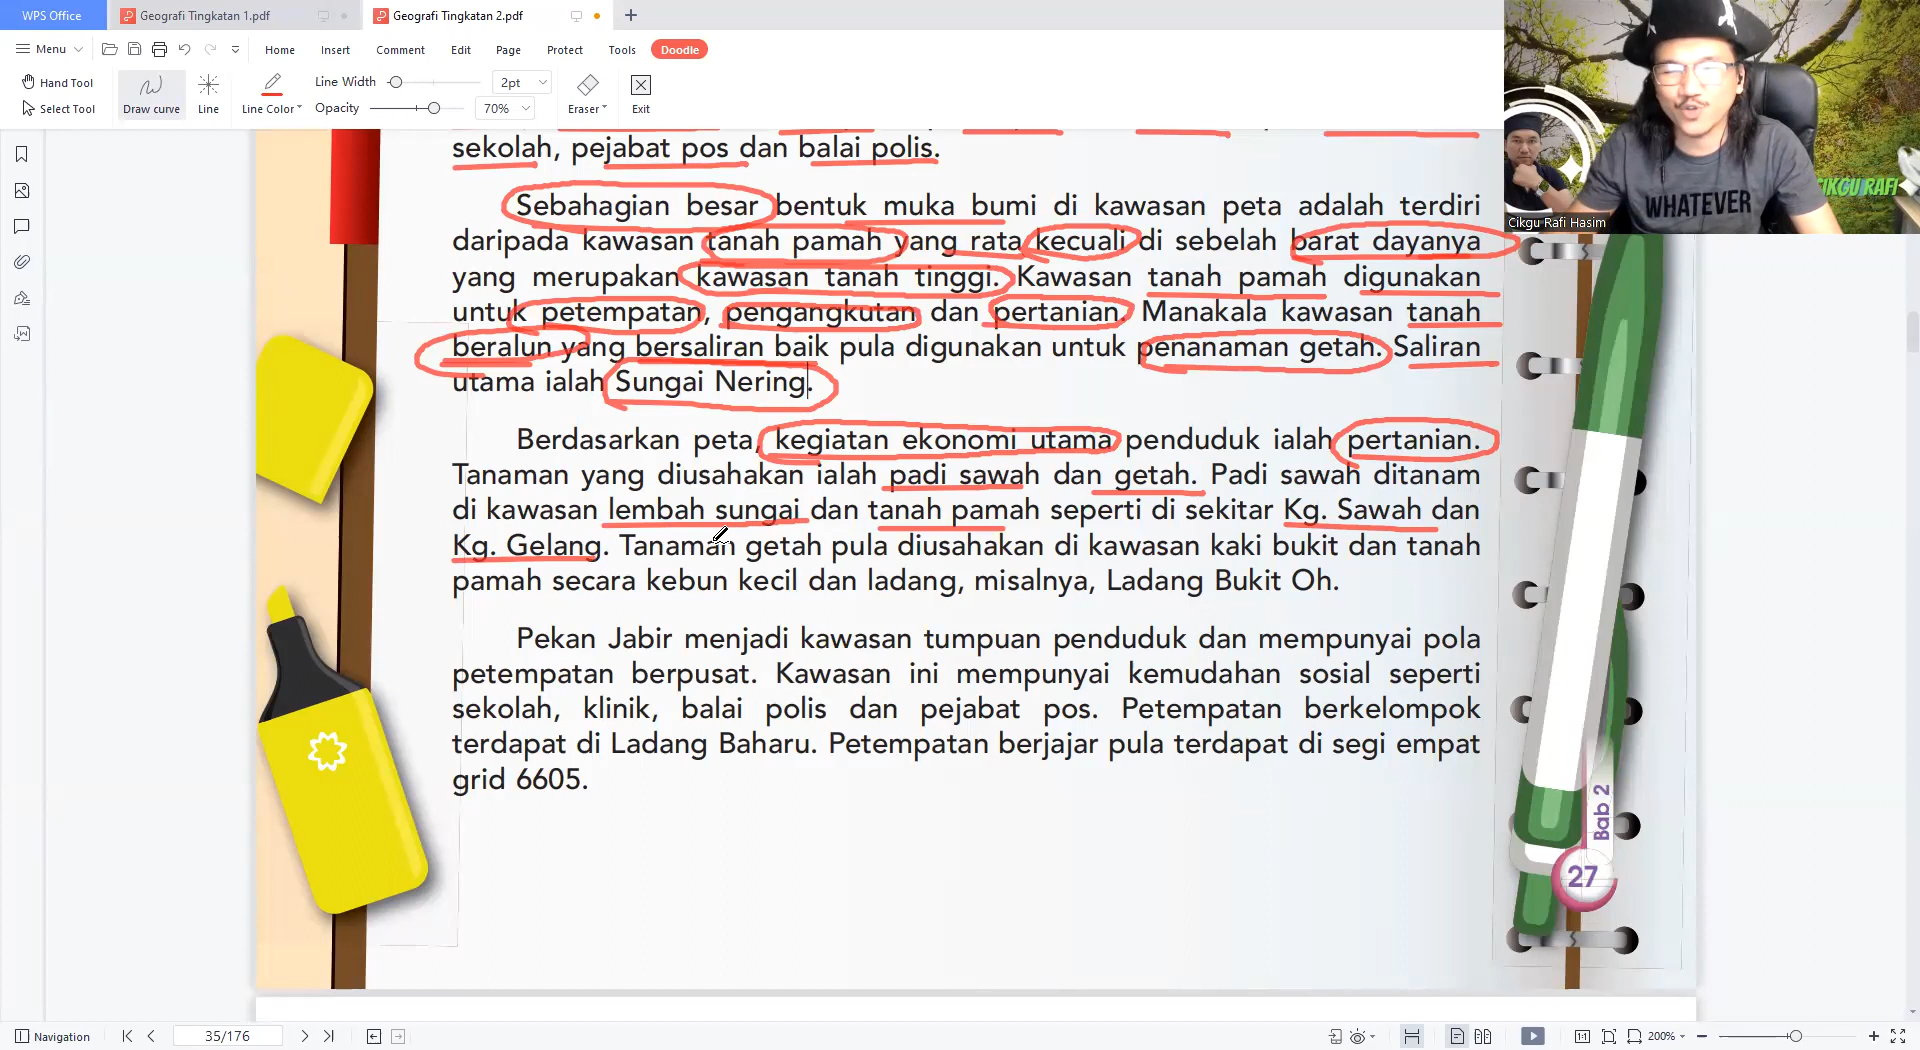 WPS Office
Geografi Tingkatan 1.pdf
Geografi Tingkatan 2.pdf
Menu
Home
Insert
Comment
Edit
Page
Protect
Tools
Doodle
Hand Tool
Select Tool
Draw curve
Line
Line Color
Line Width
2pt
Opacity
70%
Eraser
Exit
sekolah, pejabat pos dan balai polis.
Sebahagian besar bentuk muka bumi di kawasan peta adalah terdiri
daripada kawasan tanah pamah yang rata kecuali di sebelah barat dayanya
yang merupakan kawasan tanah tinggi. Kawasan tanah pamah digunakan
untuk petempatan, pengangkutan dan pertanian. Manakala kawasan tanah
beralun yang bersaliran baik pula digunakan untuk penanaman getah. Saliran
utama ialah Sungai Nering.
Berdasarkan peta, kegiatan ekonomi utama penduduk ialah pertanian.
Tanaman yang diusahakan ialah padi sawah dan getah. Padi sawah ditanam
di kawasan lembah sungai dan tanah pamah seperti di sekitar Kg. Sawah dan
Kg. Gelang. Tanaman getah pula diusahakan di kawasan kaki bukit dan tanah
pamah secara kebun kecil dan ladang, misalnya, Ladang Bukit Oh.
Pekan Jabir menjadi kawasan tumpuan penduduk dan mempunyai pola
petempatan berpusat. Kawasan ini mempunyai kemudahan sosial seperti
sekolah, klinik, balai polis dan pejabat pos. Petempatan berkelompok
terdapat di Ladang Baharu. Petempatan berjajar pula terdapat di segi empat
grid 6605.
Bab 2
27
WHATEVER
CIKGU RAFI
Cikgu Rafi Hasim
Navigation
35/176
1:1
200%